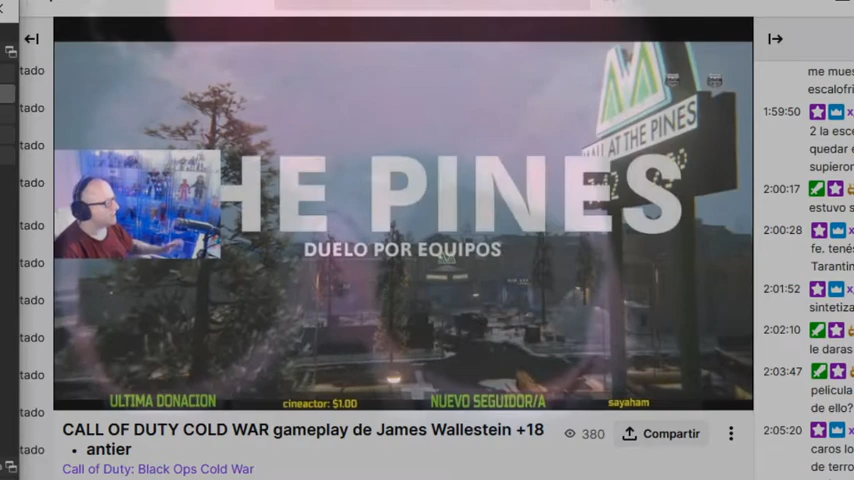 tado
tado
tado
tado
tado
tado
tado
tado
tado
tado
tado
MALL AT THE PINES
HE PINES
DUELO POR EQUIPOS
ULTIMA DONACION
cineactor: $1.00
NUEVO SEGUIDOR/A
sayaham
CALL OF DUTY COLD WAR gameplay de James Wallestein +18
• antier
380
Compartir
Call of Duty: Black Ops Cold War
me mues
escalofri
1:59:50
2 la esce
quedar e
supieron
2:00:17
estuvo s
2:00:28
fe. tenés
Tarantin
2:01:52
sintetiza
2:02:10
le daras
2:03:47
pelicula
de ello?
2:05:20
caros lo
de terro